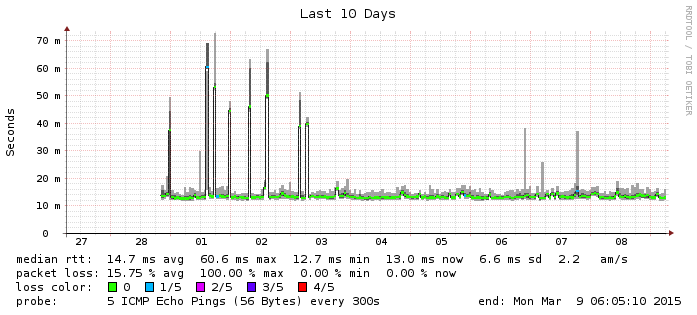 Last 10 Days
RRDTOOL / TOBI OETIKER
Seconds
70 m
60 m
50 m
40 m
30 m
20 m
10 m
0
27 28 01 02 03 04 05 06 07 08
median rtt: 14.7 ms avg 60.6 ms max 12.7 ms min 13.0 ms now 6.6 ms sd 2.2 am/s
packet loss: 15.75 % avg 100.00 % max 0.00 % min 0.00 % now
loss color: 0 1/5 2/5 3/5 4/5
probe: 5 ICMP Echo Pings (56 Bytes) every 300s end: Mon Mar 9 06:05:10 2015